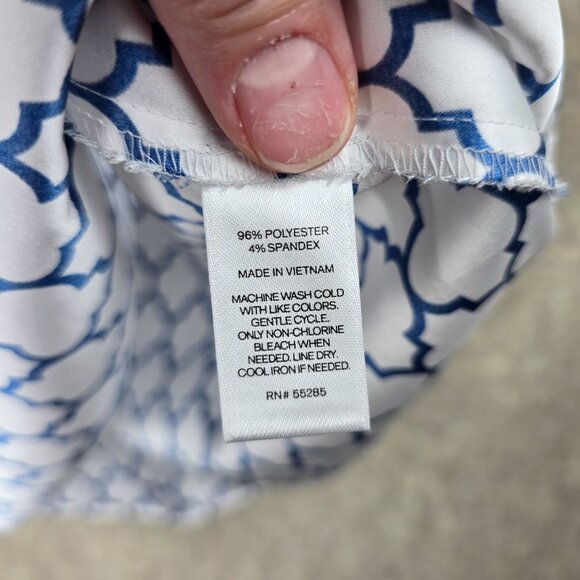 96% POLYESTER
4% SPANDEX
MADE IN VIETNAM
MACHINE WASH COLD
WITH LIKE COLORS.
GENTLE CYCLE.
ONLY NON-CHLORINE
BLEACH WHEN
NEEDED. LINE DRY.
COOL IRON IF NEEDED.
RN# 55285